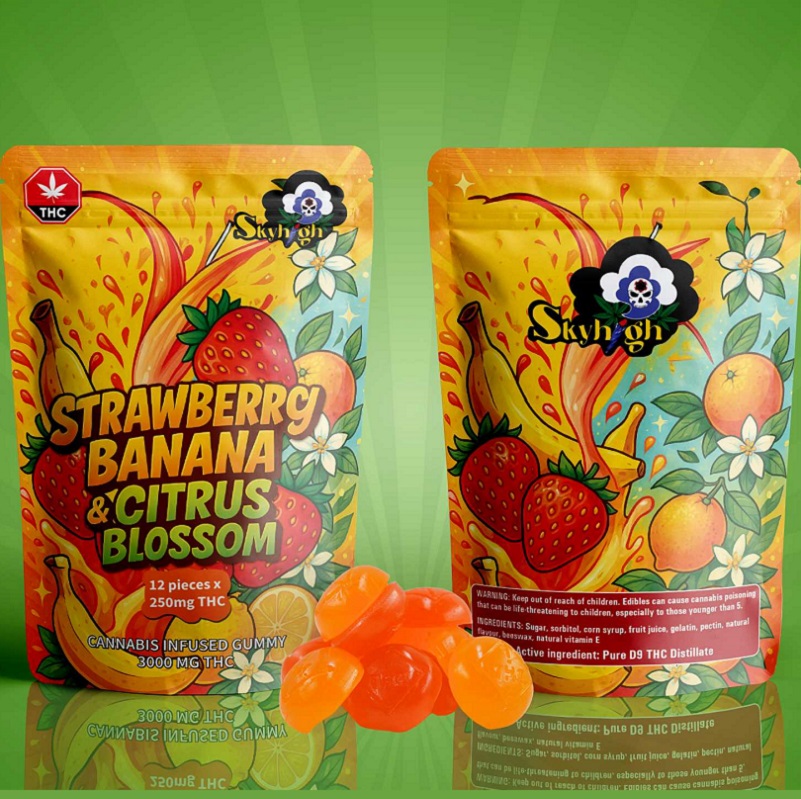 THC
Skyhigh
STRAWBERRY
BANANA
& CITRUS
BLOSSOM
12 pieces x
250mg THC
CANNABIS INFUSED GUMMY
3000 MG THC
Skyhigh
WARNING: Keep out of reach of children. Edibles can cause cannabis poisoning
that can be life-threatening to children, especially to those younger than 5.
INGREDIENTS: Sugar, sorbitol, corn syrup, fruit juice, gelatin, pectin, natural
flavour, beeswax, natural vitamin E
Active ingredient: Pure D9 THC Distillate